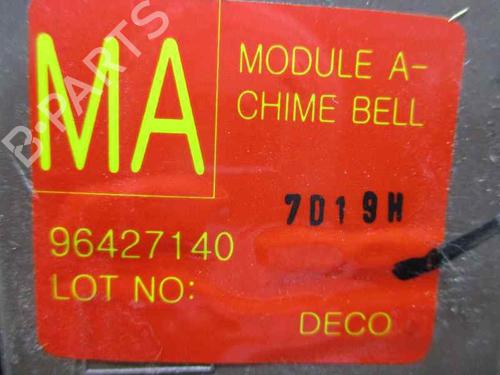 MA
MODULE A-
CHIME BELL
7D19H
96427140
LOT NO:
DECO
B-PARTS